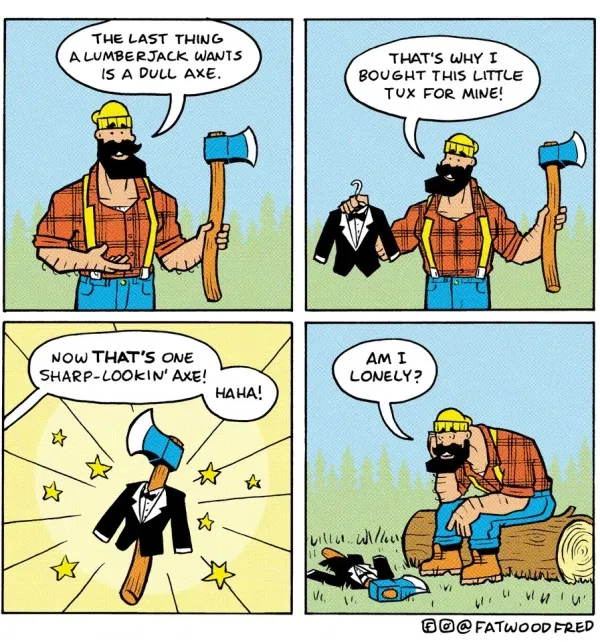 THE LAST THING
A LUMBERJACK WANTS
IS A DULL AXE.
THAT'S WHY I
BOUGHT THIS LITTLE
TUX FOR MINE!
NOW THAT'S ONE
SHARP-LOOKIN' AXE!
HAHA!
AM I
LONELY?
@FATWOODFRED